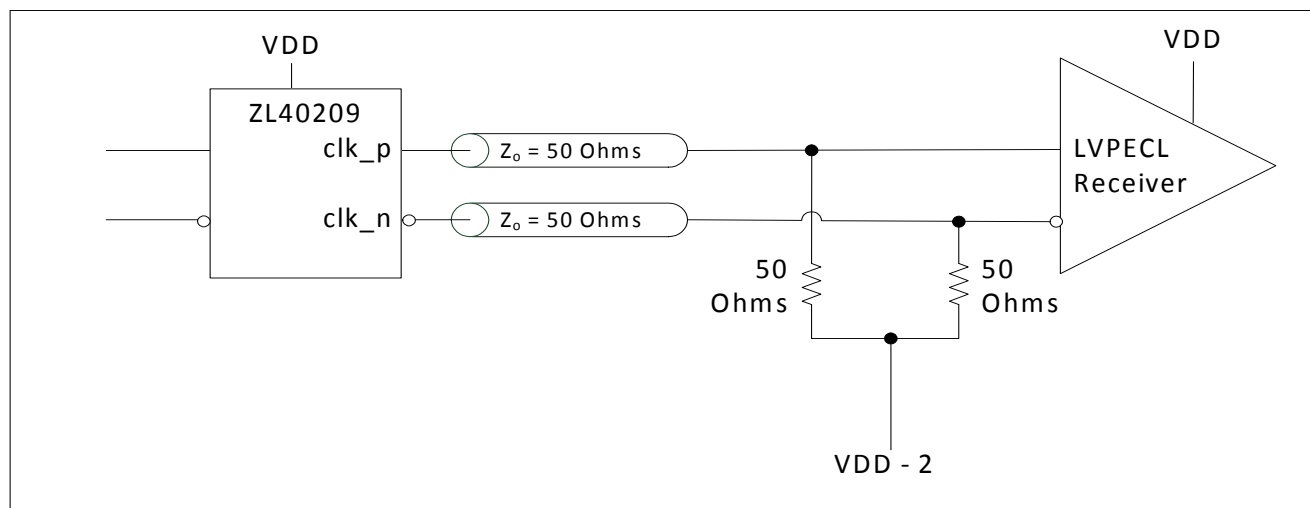 VDD
VDD
ZL40209
clk_p
Zₒ = 50 Ohms
LVPECL
Receiver
clk_n
Zₒ = 50 Ohms
50
Ohms
50
Ohms
VDD - 2